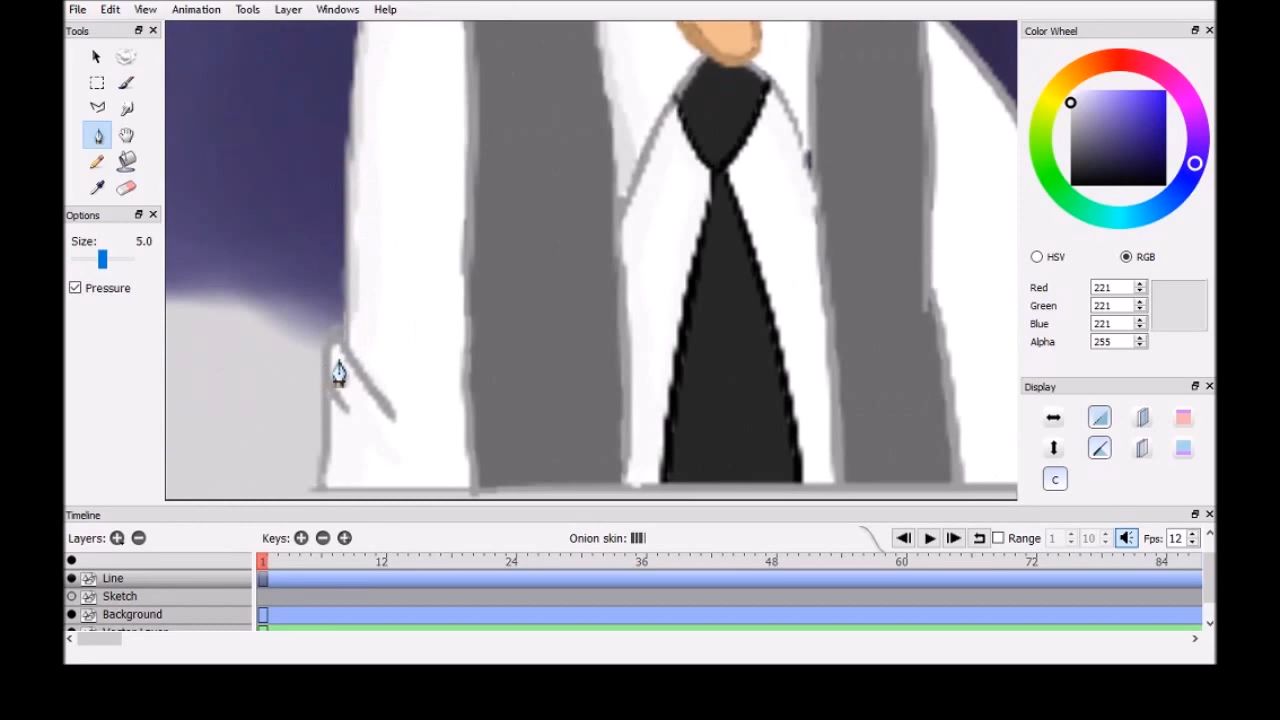 File Edit View Animation Tools Layer Windows Help
Tools
Color Wheel
Options
Size: 5.0
Pressure
HSV RGB
Red 221
Green 221
Blue 221
Alpha 255
Display
C
Timeline
Layers: Keys: Onion skin: Range 1 10 Fps: 12
1 12 24 36 48 60 72 84
Line
Sketch
Background
Vector Layer